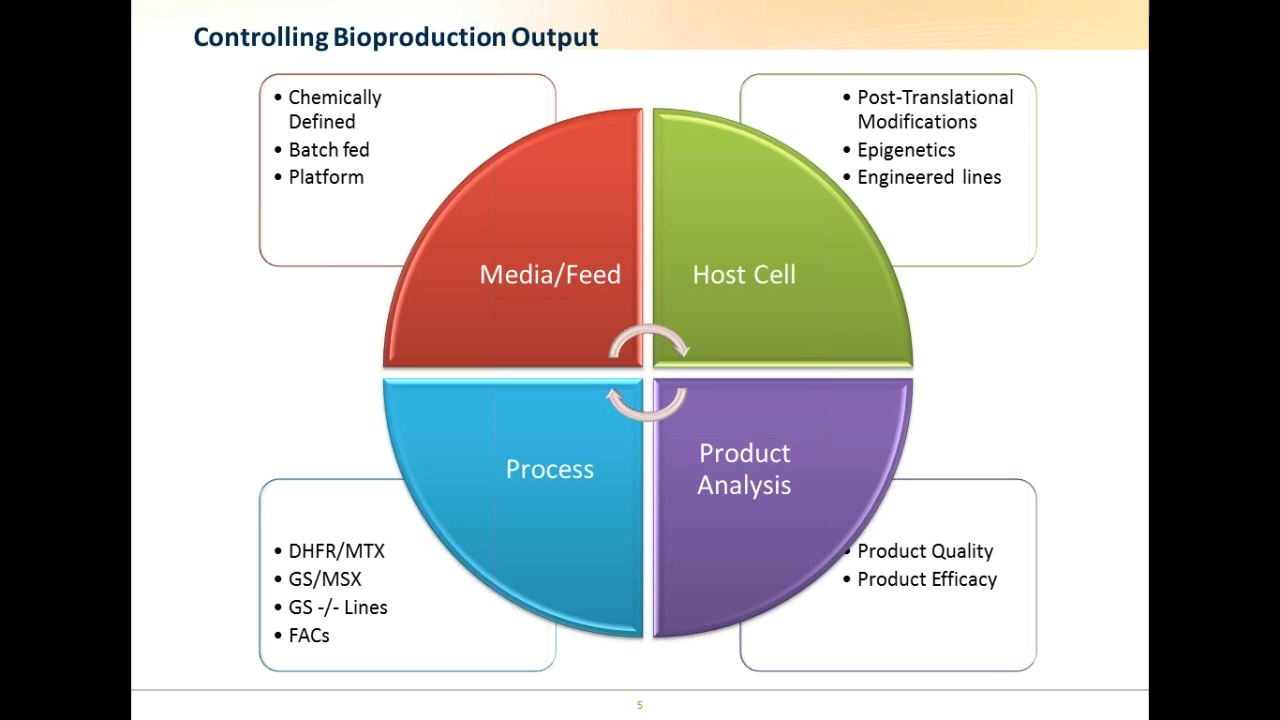 Controlling Bioproduction Output
• Chemically
Defined
• Batch fed
• Platform
• Post-Translational
Modifications
• Epigenetics
• Engineered lines
Media/Feed
Host Cell
Process
Product
Analysis
• DHFR/MTX
• GS/MSX
• GS -/- Lines
• FACs
• Product Quality
• Product Efficacy
5